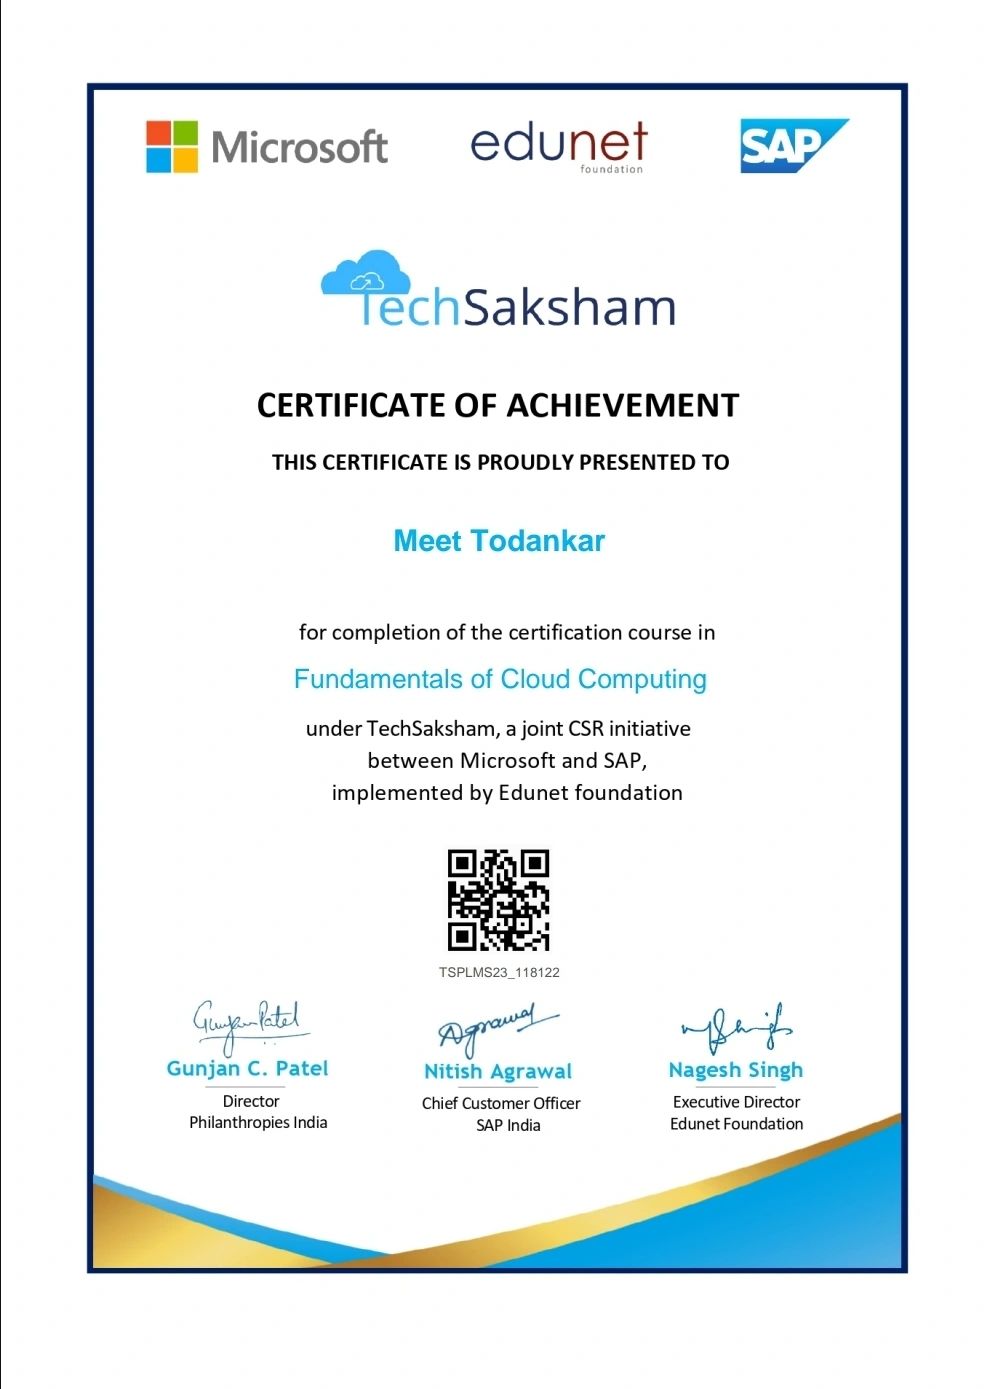 Microsoft
edunet
foundation
SAP
TechSaksham
CERTIFICATE OF ACHIEVEMENT
THIS CERTIFICATE IS PROUDLY PRESENTED TO
Meet Todankar
for completion of the certification course in
Fundamentals of Cloud Computing
under TechSaksham, a joint CSR initiative
between Microsoft and SAP,
implemented by Edunet foundation
TSPLMS23_118122
Gunjan Patel
Gunjan C. Patel
Director
Philanthropies India
Agrawal
Nitish Agrawal
Chief Customer Officer
SAP India
Nagesh Singh
Executive Director
Edunet Foundation